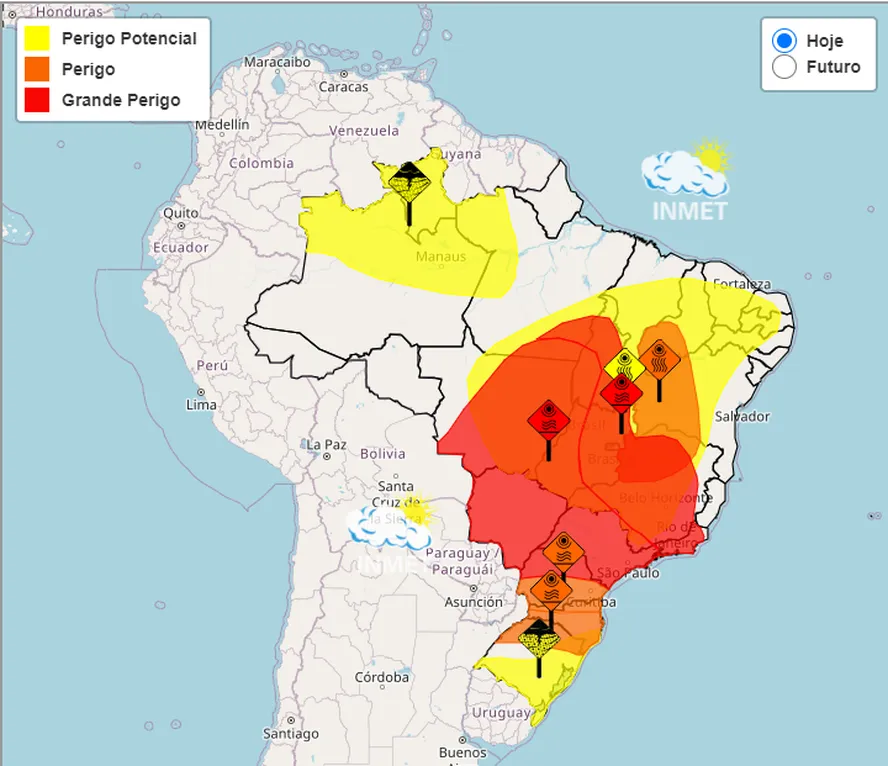 Honduras
Perigo Potencial
Perigo
Grande Perigo
Hoje
Futuro
Maracaibo
Caracas
Medellín
Venezuela
Guyana
Colombia
INMET
Quito
Ecuador
Manaus
Fortaleza
Perú
Lima
Salvador
Brasil
La Paz
Bolivia
Santa
Cruz de
la Sierra
Belo Horizonte
Rio de
Janeiro
INMET
Paraguay /
Paraguái
São Paulo
Asunción
Curitiba
Córdoba
Uruguay
Santiago
Buenos